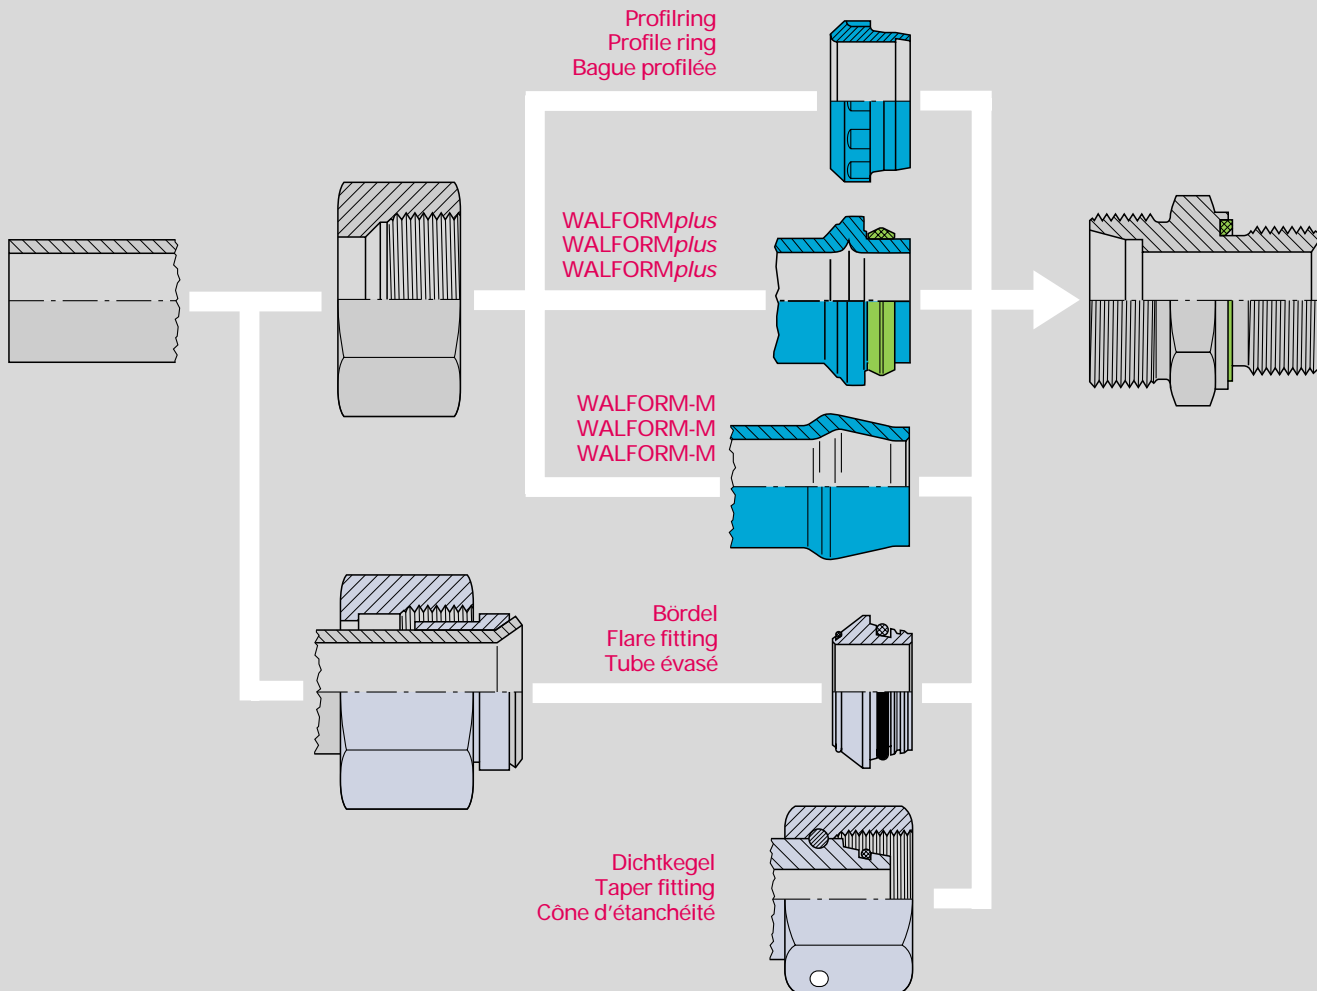 Profilring
Profile ring
Bague profilée
WALFORMplus
WALFORMplus
WALFORMplus
WALFORM-M
WALFORM-M
WALFORM-M
Bördel
Flare fitting
Tube évasé
Dichtkegel
Taper fitting
Cône d'étanchéité